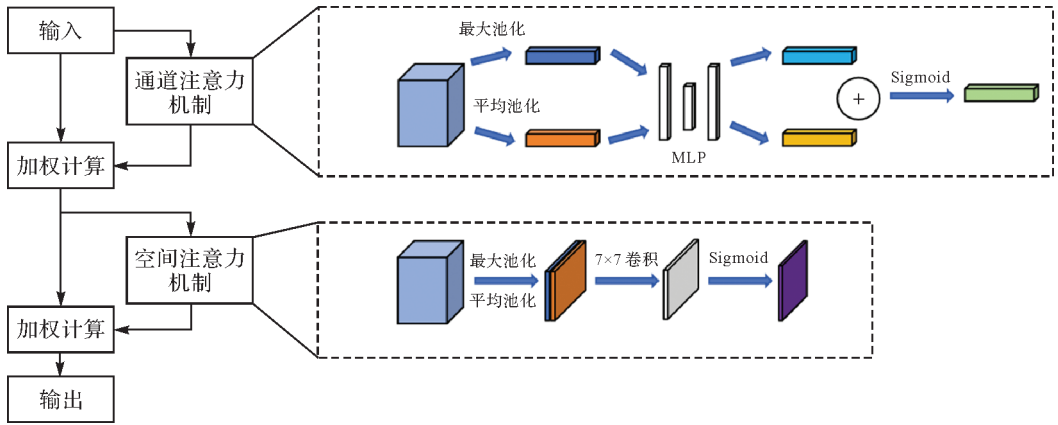 输入
通道注意力
机制
加权计算
空间注意力
机制
加权计算
输出
最大池化
平均池化
MLP
+
Sigmoid
最大池化
平均池化
7×7 卷积
Sigmoid